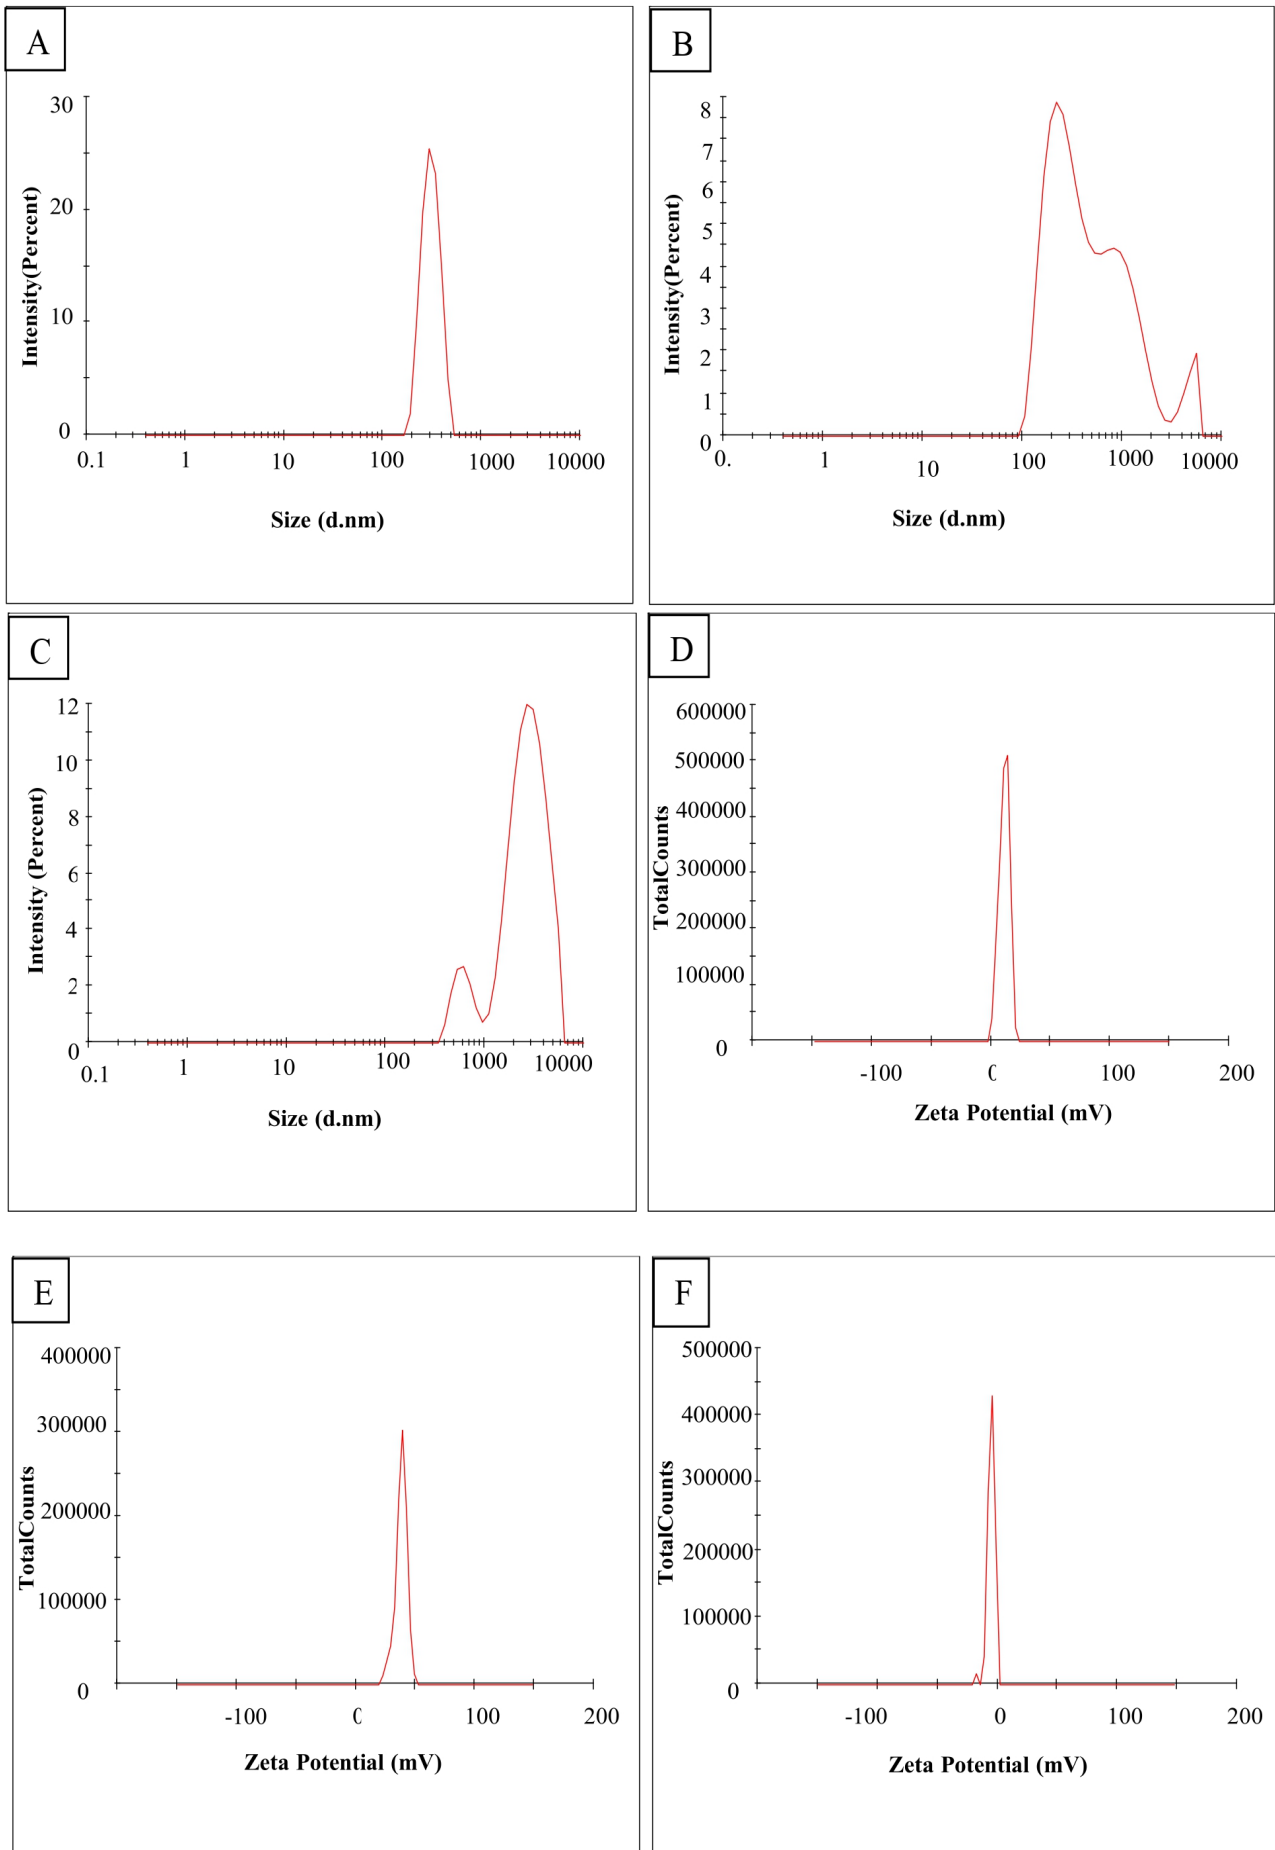 A
30
20
10
0
Intensity(Percent)
0.1 1 10 100 1000 10000
Size (d.nm)
B
8
7
6
5
4
3
2
1
0
Intensity(Percent)
0. 1 10 100 1000 10000
Size (d.nm)
C
12
10
8
6
4
2
0
Intensity (Percent)
0.1 1 10 100 1000 10000
Size (d.nm)
D
600000
500000
400000
300000
200000
100000
0
TotalCounts
-100 0 100 200
Zeta Potential (mV)
E
400000
300000
200000
100000
0
TotalCounts
-100 0 100 200
Zeta Potential (mV)
F
500000
400000
300000
200000
100000
0
TotalCounts
-100 0 100 200
Zeta Potential (mV)